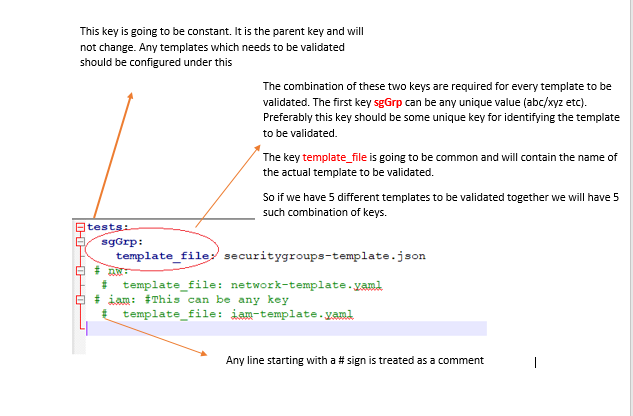 This key is going to be constant. It is the parent key and will
not change. Any templates which needs to be validated
should be configured under this
The combination of these two keys are required for every template to be
validated. The first key sgGrp can be any unique value (abc/xyz etc).
Preferably this key should be some unique key for identifying the template
to be validated.
The key template_file is going to be common and will contain the name of
the actual template to be validated.
So if we have 5 different templates to be validated together we will have 5
such combination of keys.
tests:
sgGrp:
template_file: securitygroups-template.json
# nw:
# template_file: network-template.yaml
# iam: #This can be any key
# template_file: iam-template.yaml
Any line starting with a # sign is treated as a comment